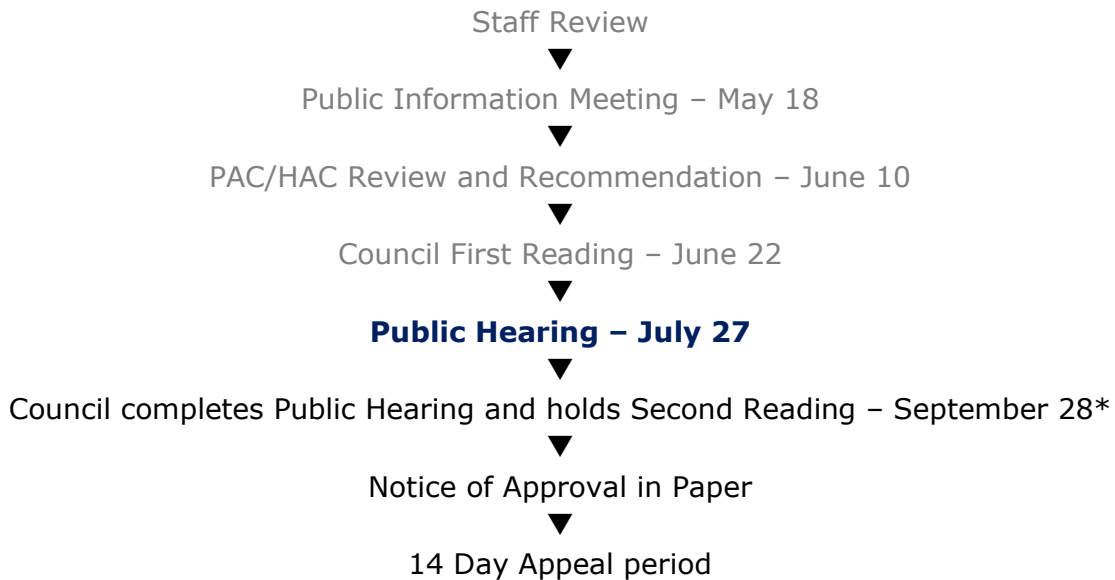 Staff Review
Public Information Meeting – May 18
PAC/HAC Review and Recommendation – June 10
Council First Reading – June 22
Public Hearing – July 27
Council completes Public Hearing and holds Second Reading – September 28*
Notice of Approval in Paper
14 Day Appeal period